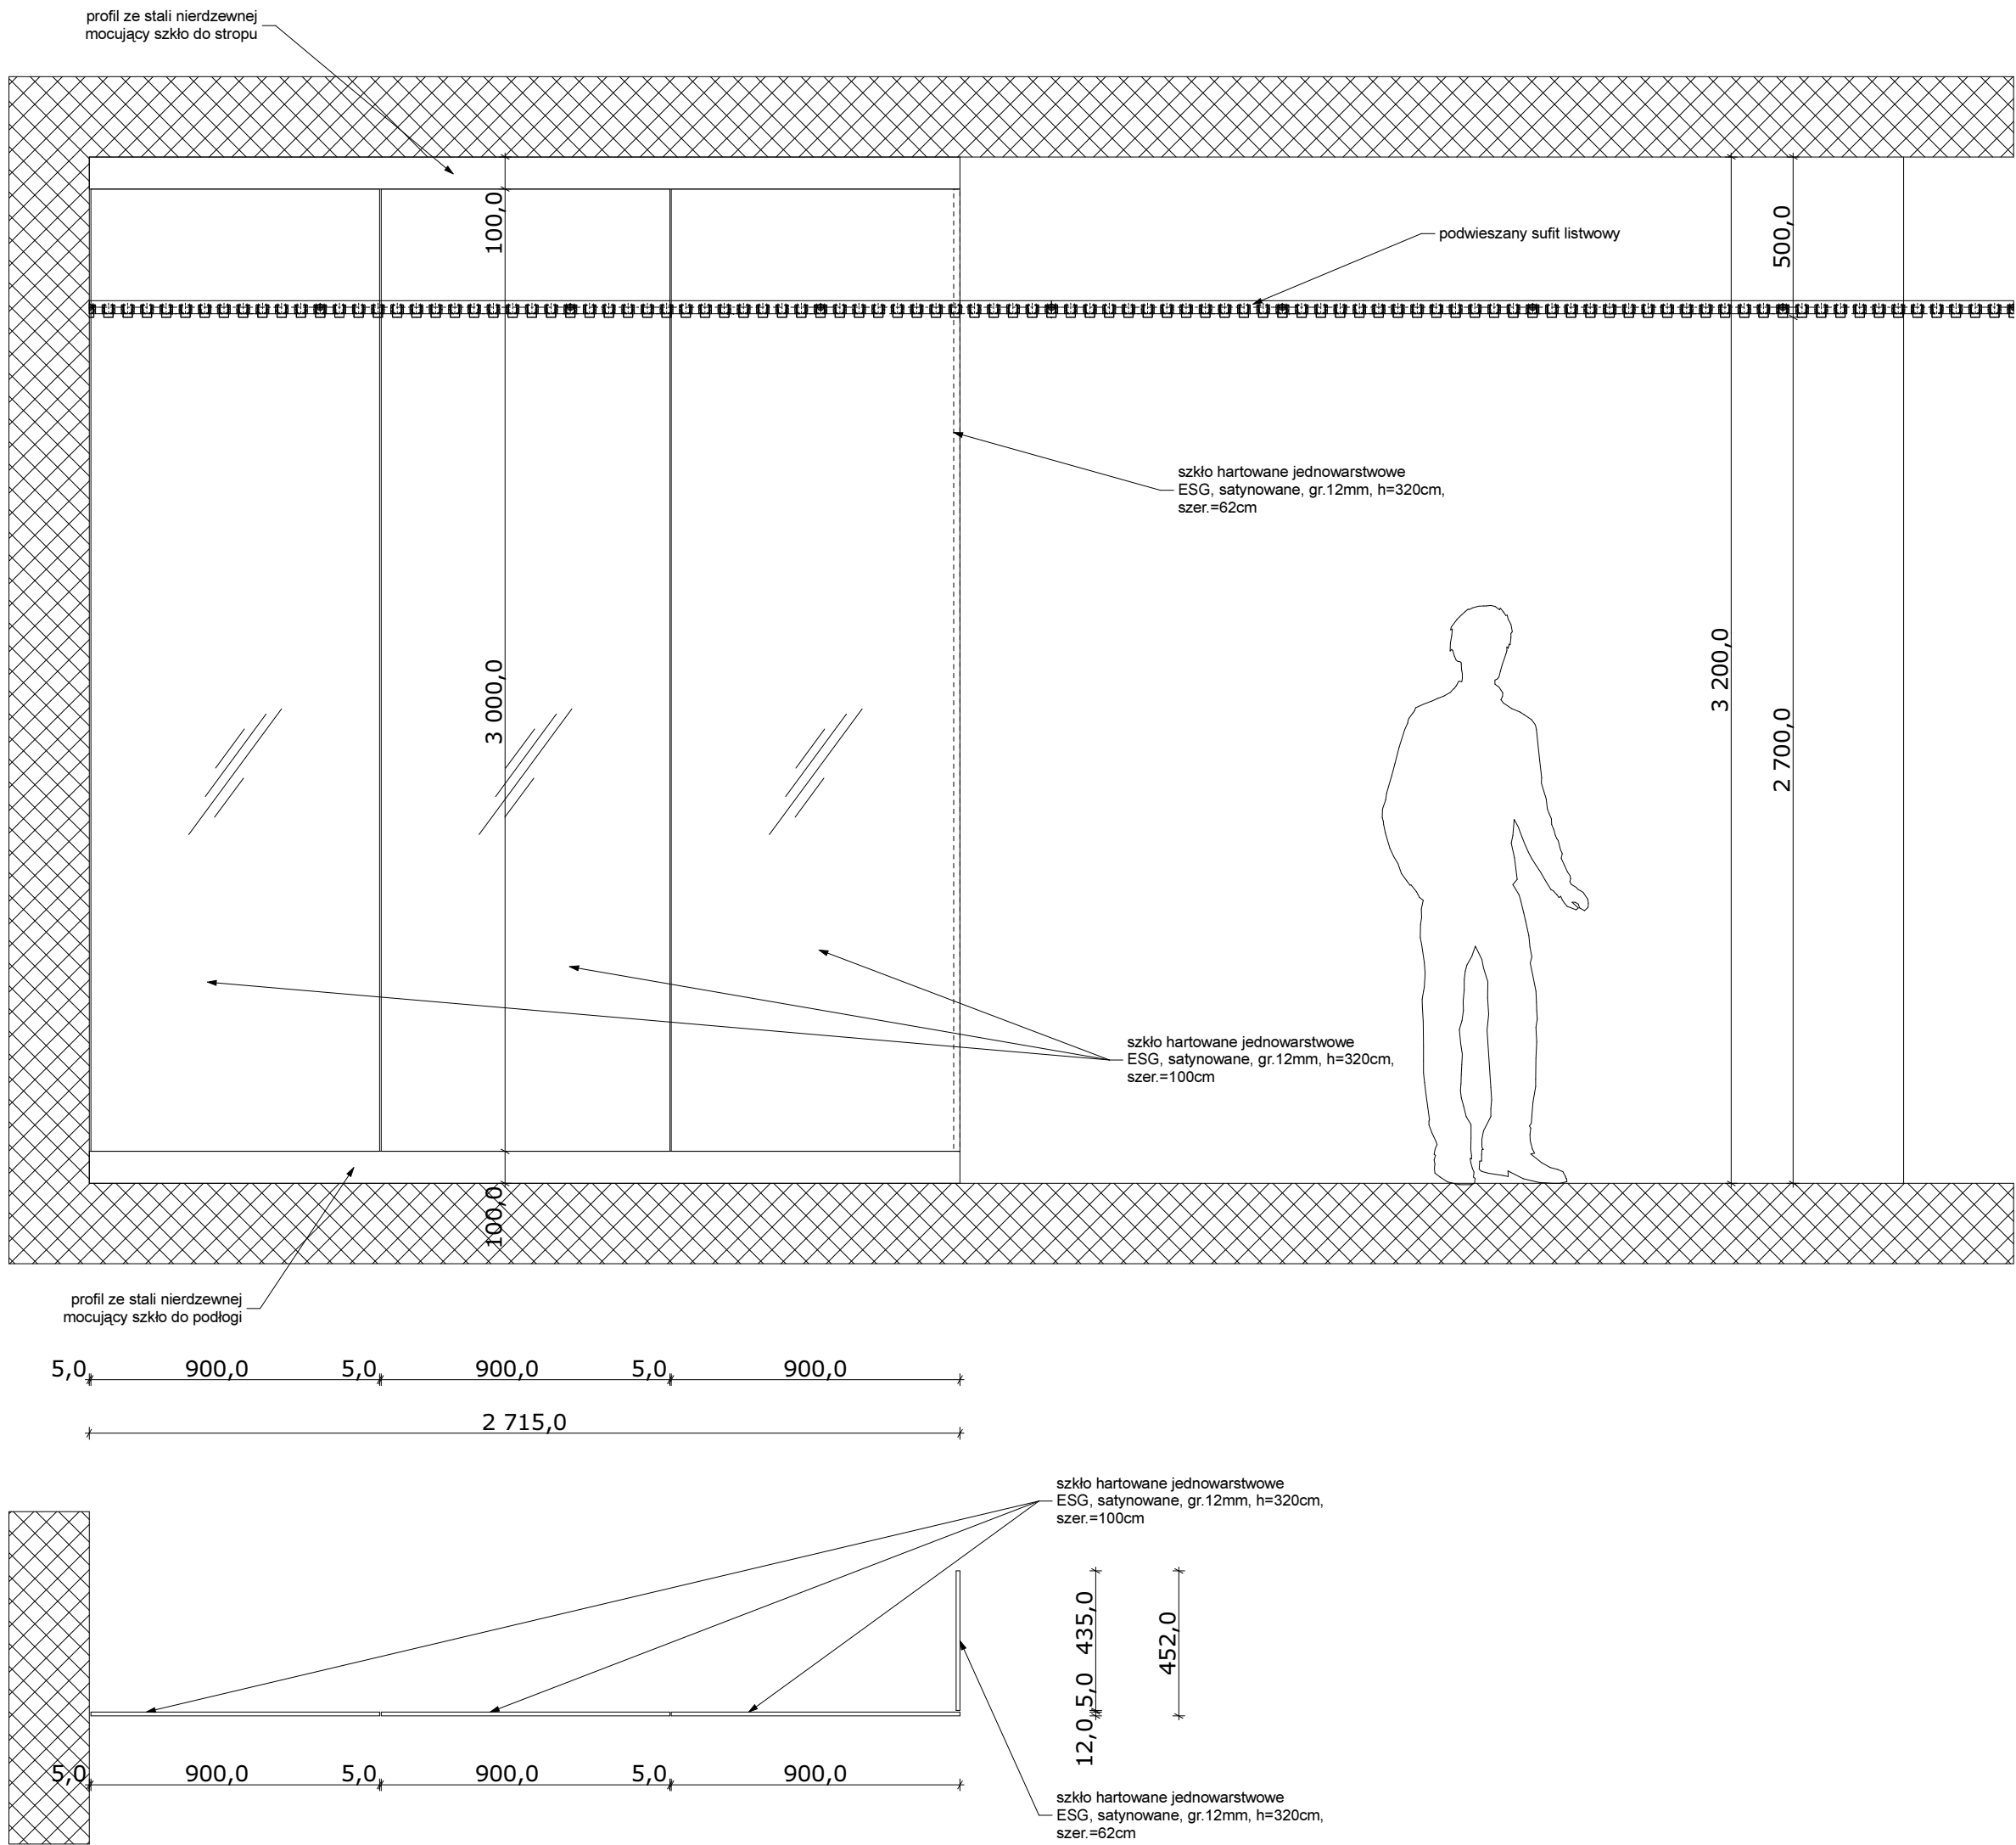 profil ze stali nierdzewnej
mocujący szkło do stropu
100,0
500,0
podwieszany sufit listwowy
szkło hartowane jednowarstwowe
ESG, satynowane, gr.12mm, h=320cm,
szer.=62cm
3 000,0
3 200,0
2 700,0
szkło hartowane jednowarstwowe
ESG, satynowane, gr.12mm, h=320cm,
szer.=100cm
100,0
profil ze stali nierdzewnej
mocujący szkło do podłogi
5,0 900,0 5,0 900,0 5,0 900,0
2 715,0
szkło hartowane jednowarstwowe
ESG, satynowane, gr.12mm, h=320cm,
szer.=100cm
435,0
452,0
5,0
12,0
5,0 900,0 5,0 900,0 5,0 900,0
szkło hartowane jednowarstwowe
ESG, satynowane, gr.12mm, h=320cm,
szer.=62cm